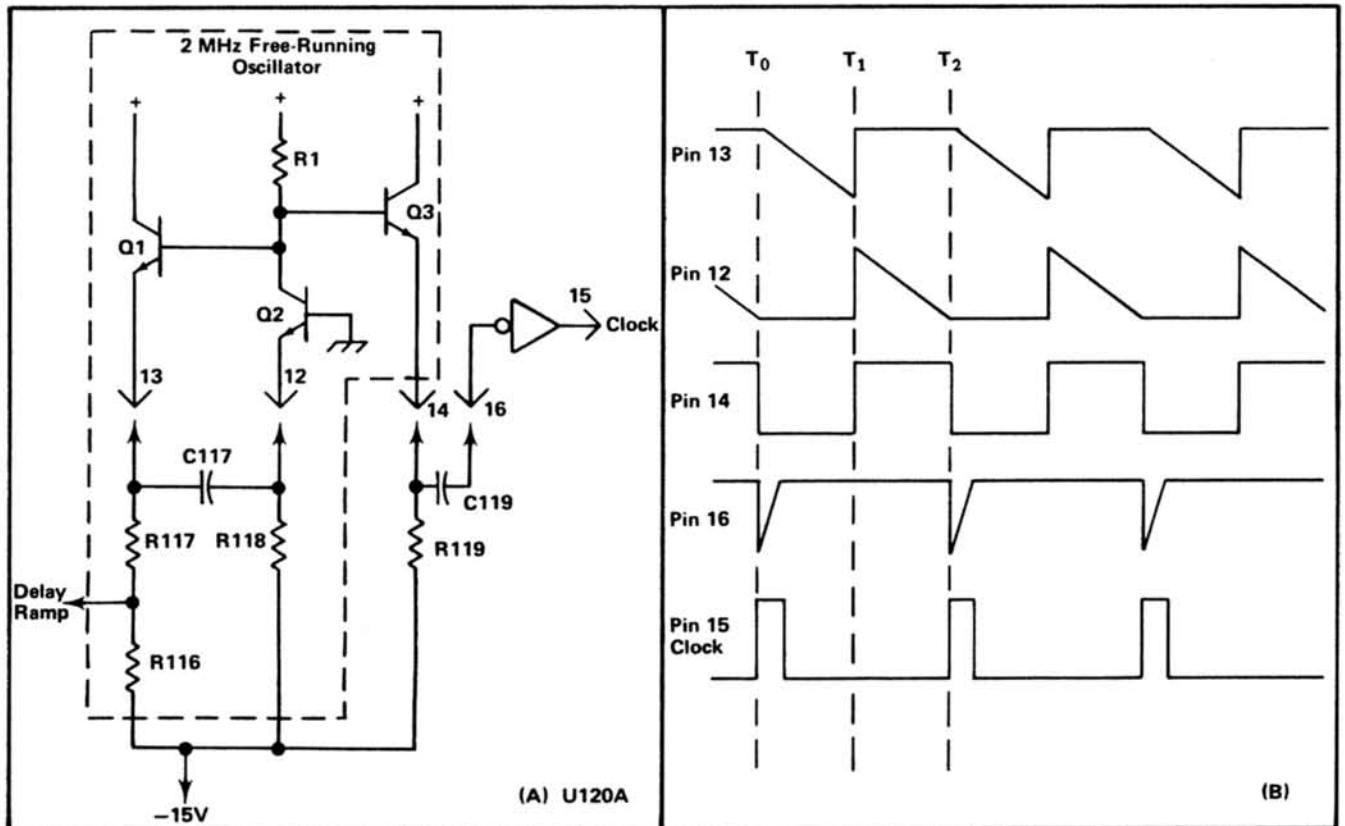 2 MHz Free-Running
Oscillator
+
+
+
R1
Q1
Q3
Q2
15
Clock
13
12
14
16
C117
C119
R117
R118
R119
Delay
Ramp
R116
−15V
(A) U120A
T0
T1
T2
Pin 13
Pin 12
Pin 14
Pin 16
Pin 15
Clock
(B)